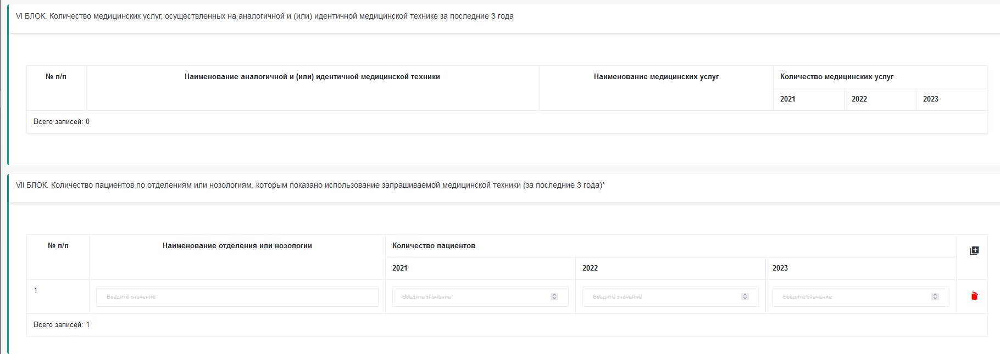 VI БЛОК. Количество медицинских услуг, осуществленных на аналогичной и (или) идентичной медицинской технике за последние 3 года
№ п/п
Наименование аналогичной и (или) идентичной медицинской техники
Наименование медицинских услуг
Количество медицинских услуг
2021
2022
2023
Всего записей: 0
VII БЛОК. Количество пациентов по отделениям или нозологиям, которым показано использование запрашиваемой медицинской техники (за последние 3 года)*
№ п/п
Наименование отделения или нозологии
Количество пациентов
2021
2022
2023
1
Введите значение
Введите значение
Введите значение
Введите значение
Всего записей: 1